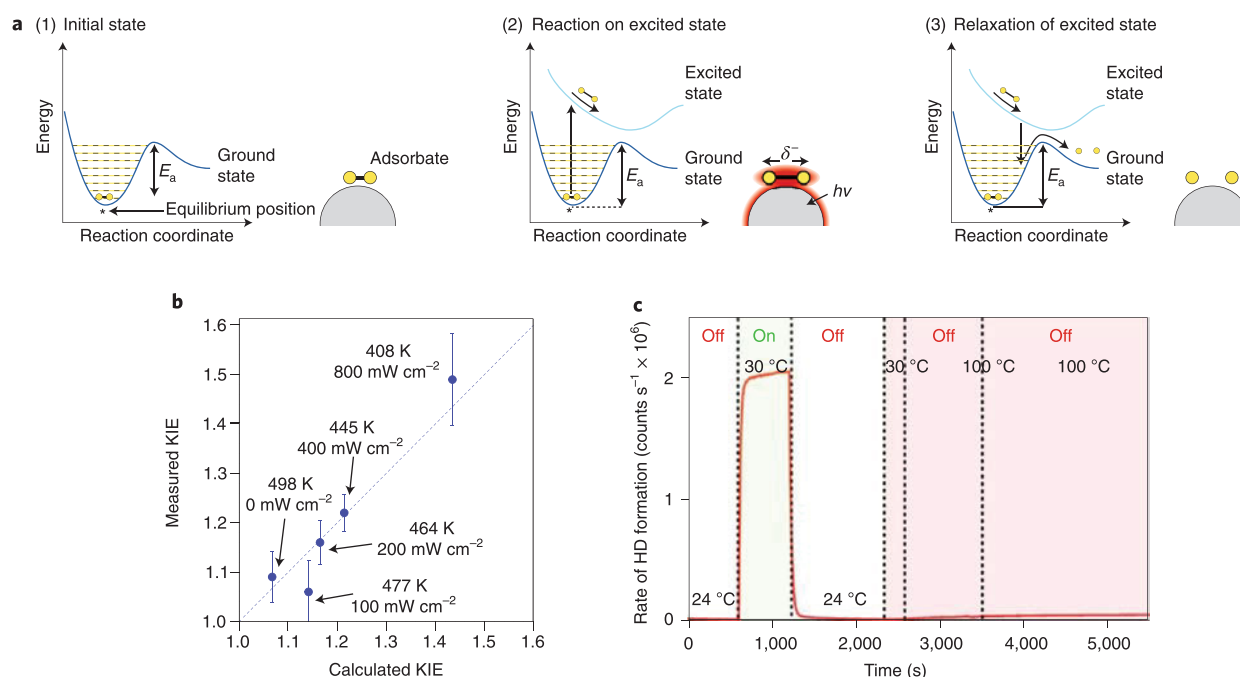 a (1) Initial state
Energy
Ground
state
E_a
Adsorbate
* Equilibrium position
Reaction coordinate
(2) Reaction on excited state
Energy
Excited
state
Ground
state
E_a
δ⁻
hν
*
Reaction coordinate
(3) Relaxation of excited state
Energy
Excited
state
Ground
state
E_a
*
Reaction coordinate
b
Measured KIE
1.6
1.5
1.4
1.3
1.2
1.1
1.0
408 K
800 mW cm⁻²
445 K
400 mW cm⁻²
498 K
0 mW cm⁻²
464 K
200 mW cm⁻²
477 K
100 mW cm⁻²
1.0 1.1 1.2 1.3 1.4 1.5 1.6
Calculated KIE
c
Rate of HD formation (counts s⁻¹ × 10⁶)
2
1
0
Off On Off Off Off
30 °C 30 °C 100 °C 100 °C
24 °C 24 °C
0 1,000 2,000 3,000 4,000 5,000
Time (s)